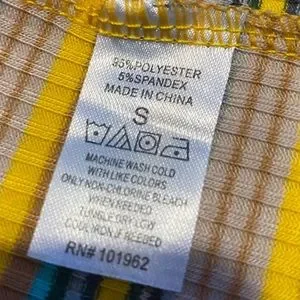 95%POLYESTER
5%SPANDEX
MADE IN CHINA
S
MACHINE WASH COLD
WITH LIKE COLORS
ONLY NON-CHLORINE BLEACH
WHEN NEEDED
TUMBLE DRY LOW
COOL IRON IF NEEDED
RN# 101962